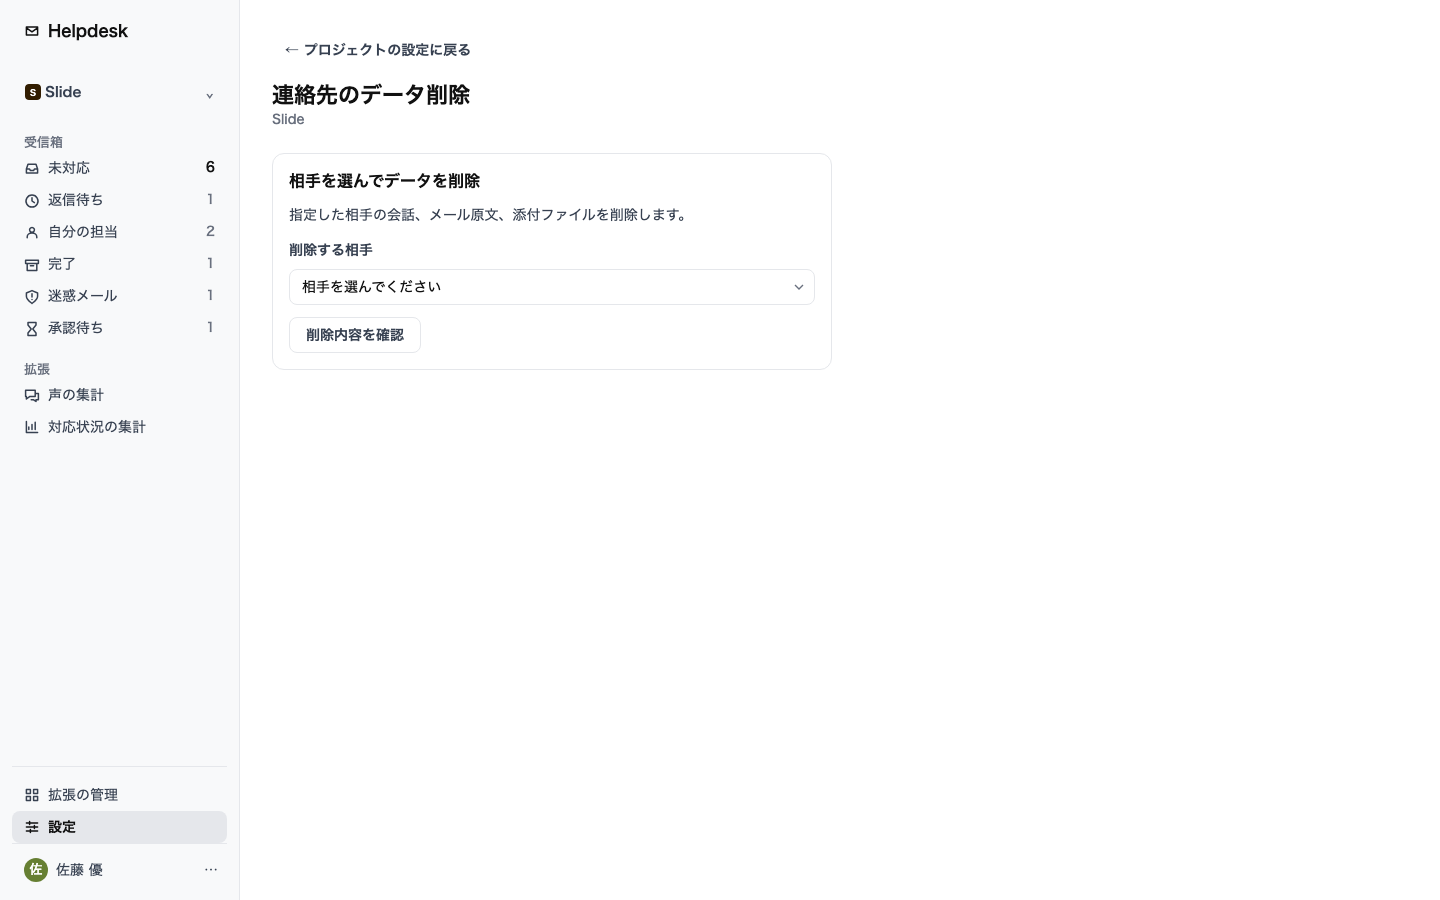 Helpdesk
S Slide
受信箱
未対応 6
返信待ち 1
自分の担当 2
完了 1
迷惑メール 1
承認待ち 1
拡張
声の集計
対応状況の集計
拡張の管理
設定
佐 佐藤 優 …
← プロジェクトの設定に戻る
連絡先のデータ削除
Slide
相手を選んでデータを削除
指定した相手の会話、メール原文、添付ファイルを削除します。
削除する相手
相手を選んでください
削除内容を確認